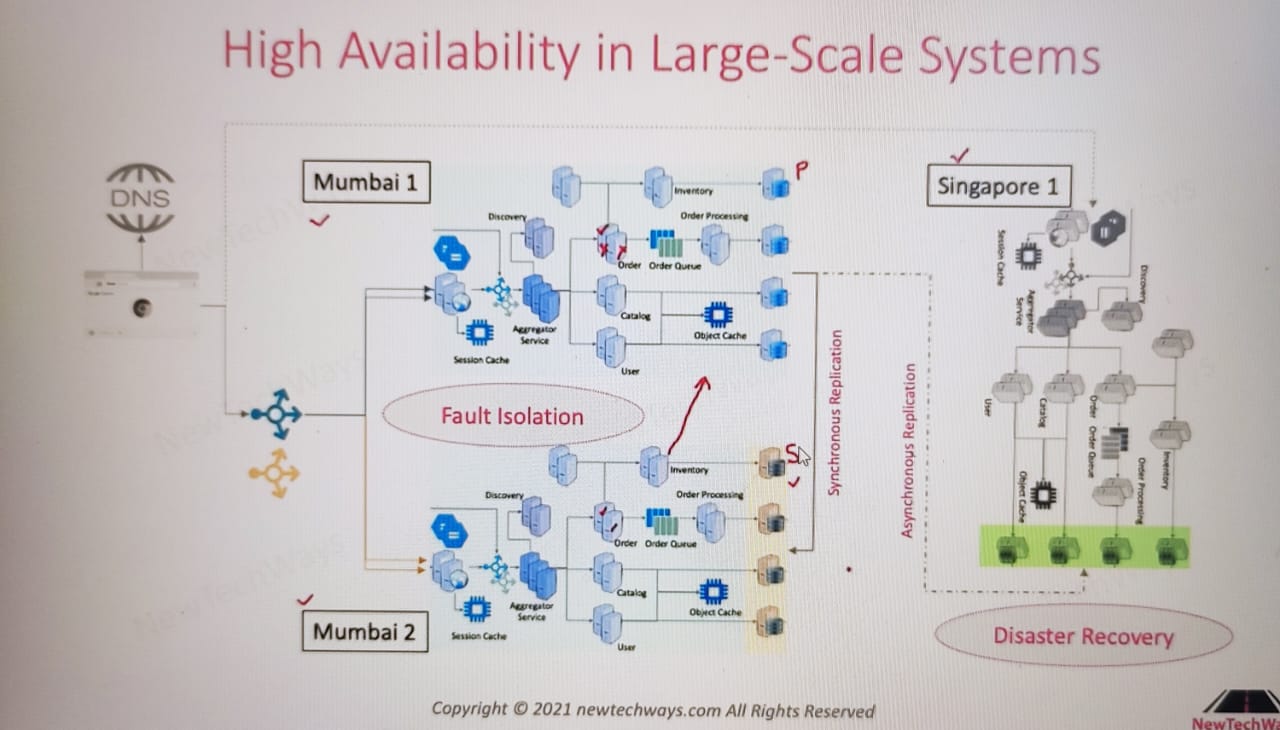 High Availability in Large-Scale Systems
DNS
Mumbai 1
P
Inventory
Discovery
Order Processing
Order
Order Queue
Catalog
Aggregator
Service
Object Cache
Session Cache
User
Fault Isolation
S
Inventory
Discovery
Order Processing
Order
Order Queue
Catalog
Aggregator
Service
Object Cache
Session Cache
User
Mumbai 2
Synchronous Replication
Asynchronous Replication
Singapore 1
Session Cache
Discovery
Aggregator
Service
User
Catalog
Order
Order Queue
Inventory
Order Processing
Object Cache
Disaster Recovery
Copyright © 2021 newtechways.com All Rights Reserved